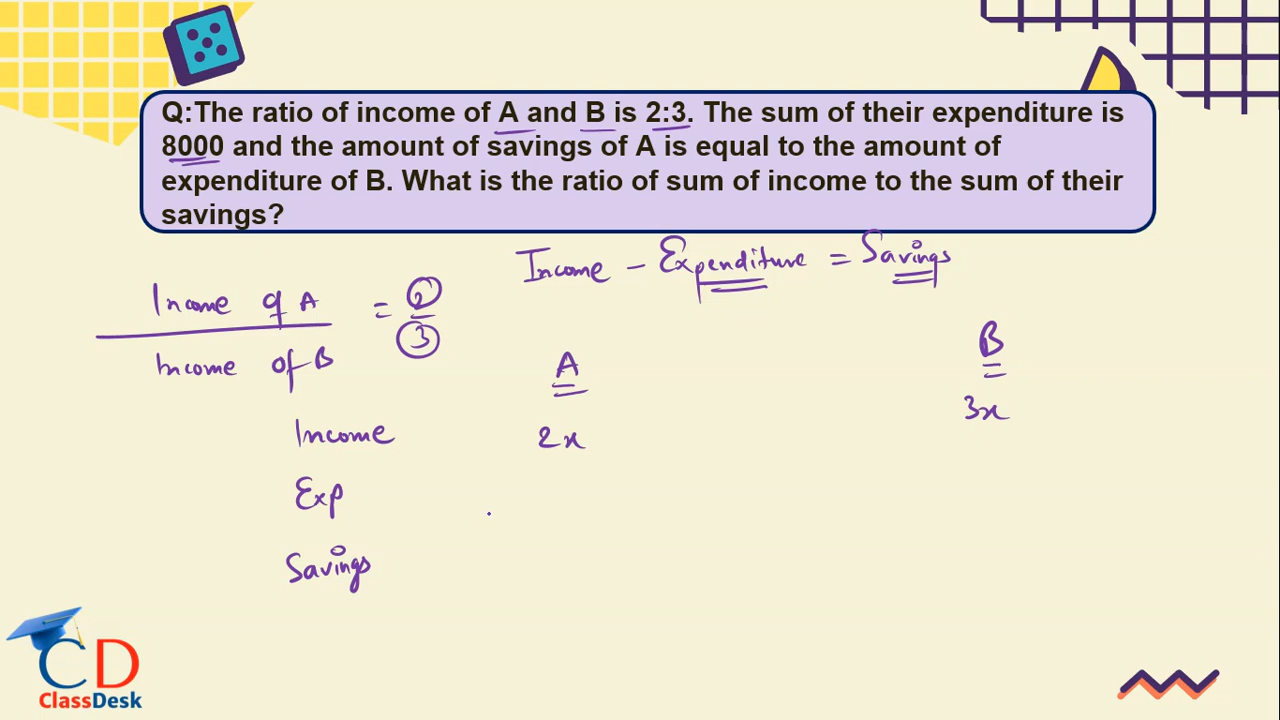 Q:The ratio of income of A and B is 2:3. The sum of their expenditure is
8000 and the amount of savings of A is equal to the amount of
expenditure of B. What is the ratio of sum of income to the sum of their
savings?
Income - Expenditure = Savings
Income of A = 2
Income of B 3
A B
Income 2x 3x
Exp
Savings
CD
ClassDesk